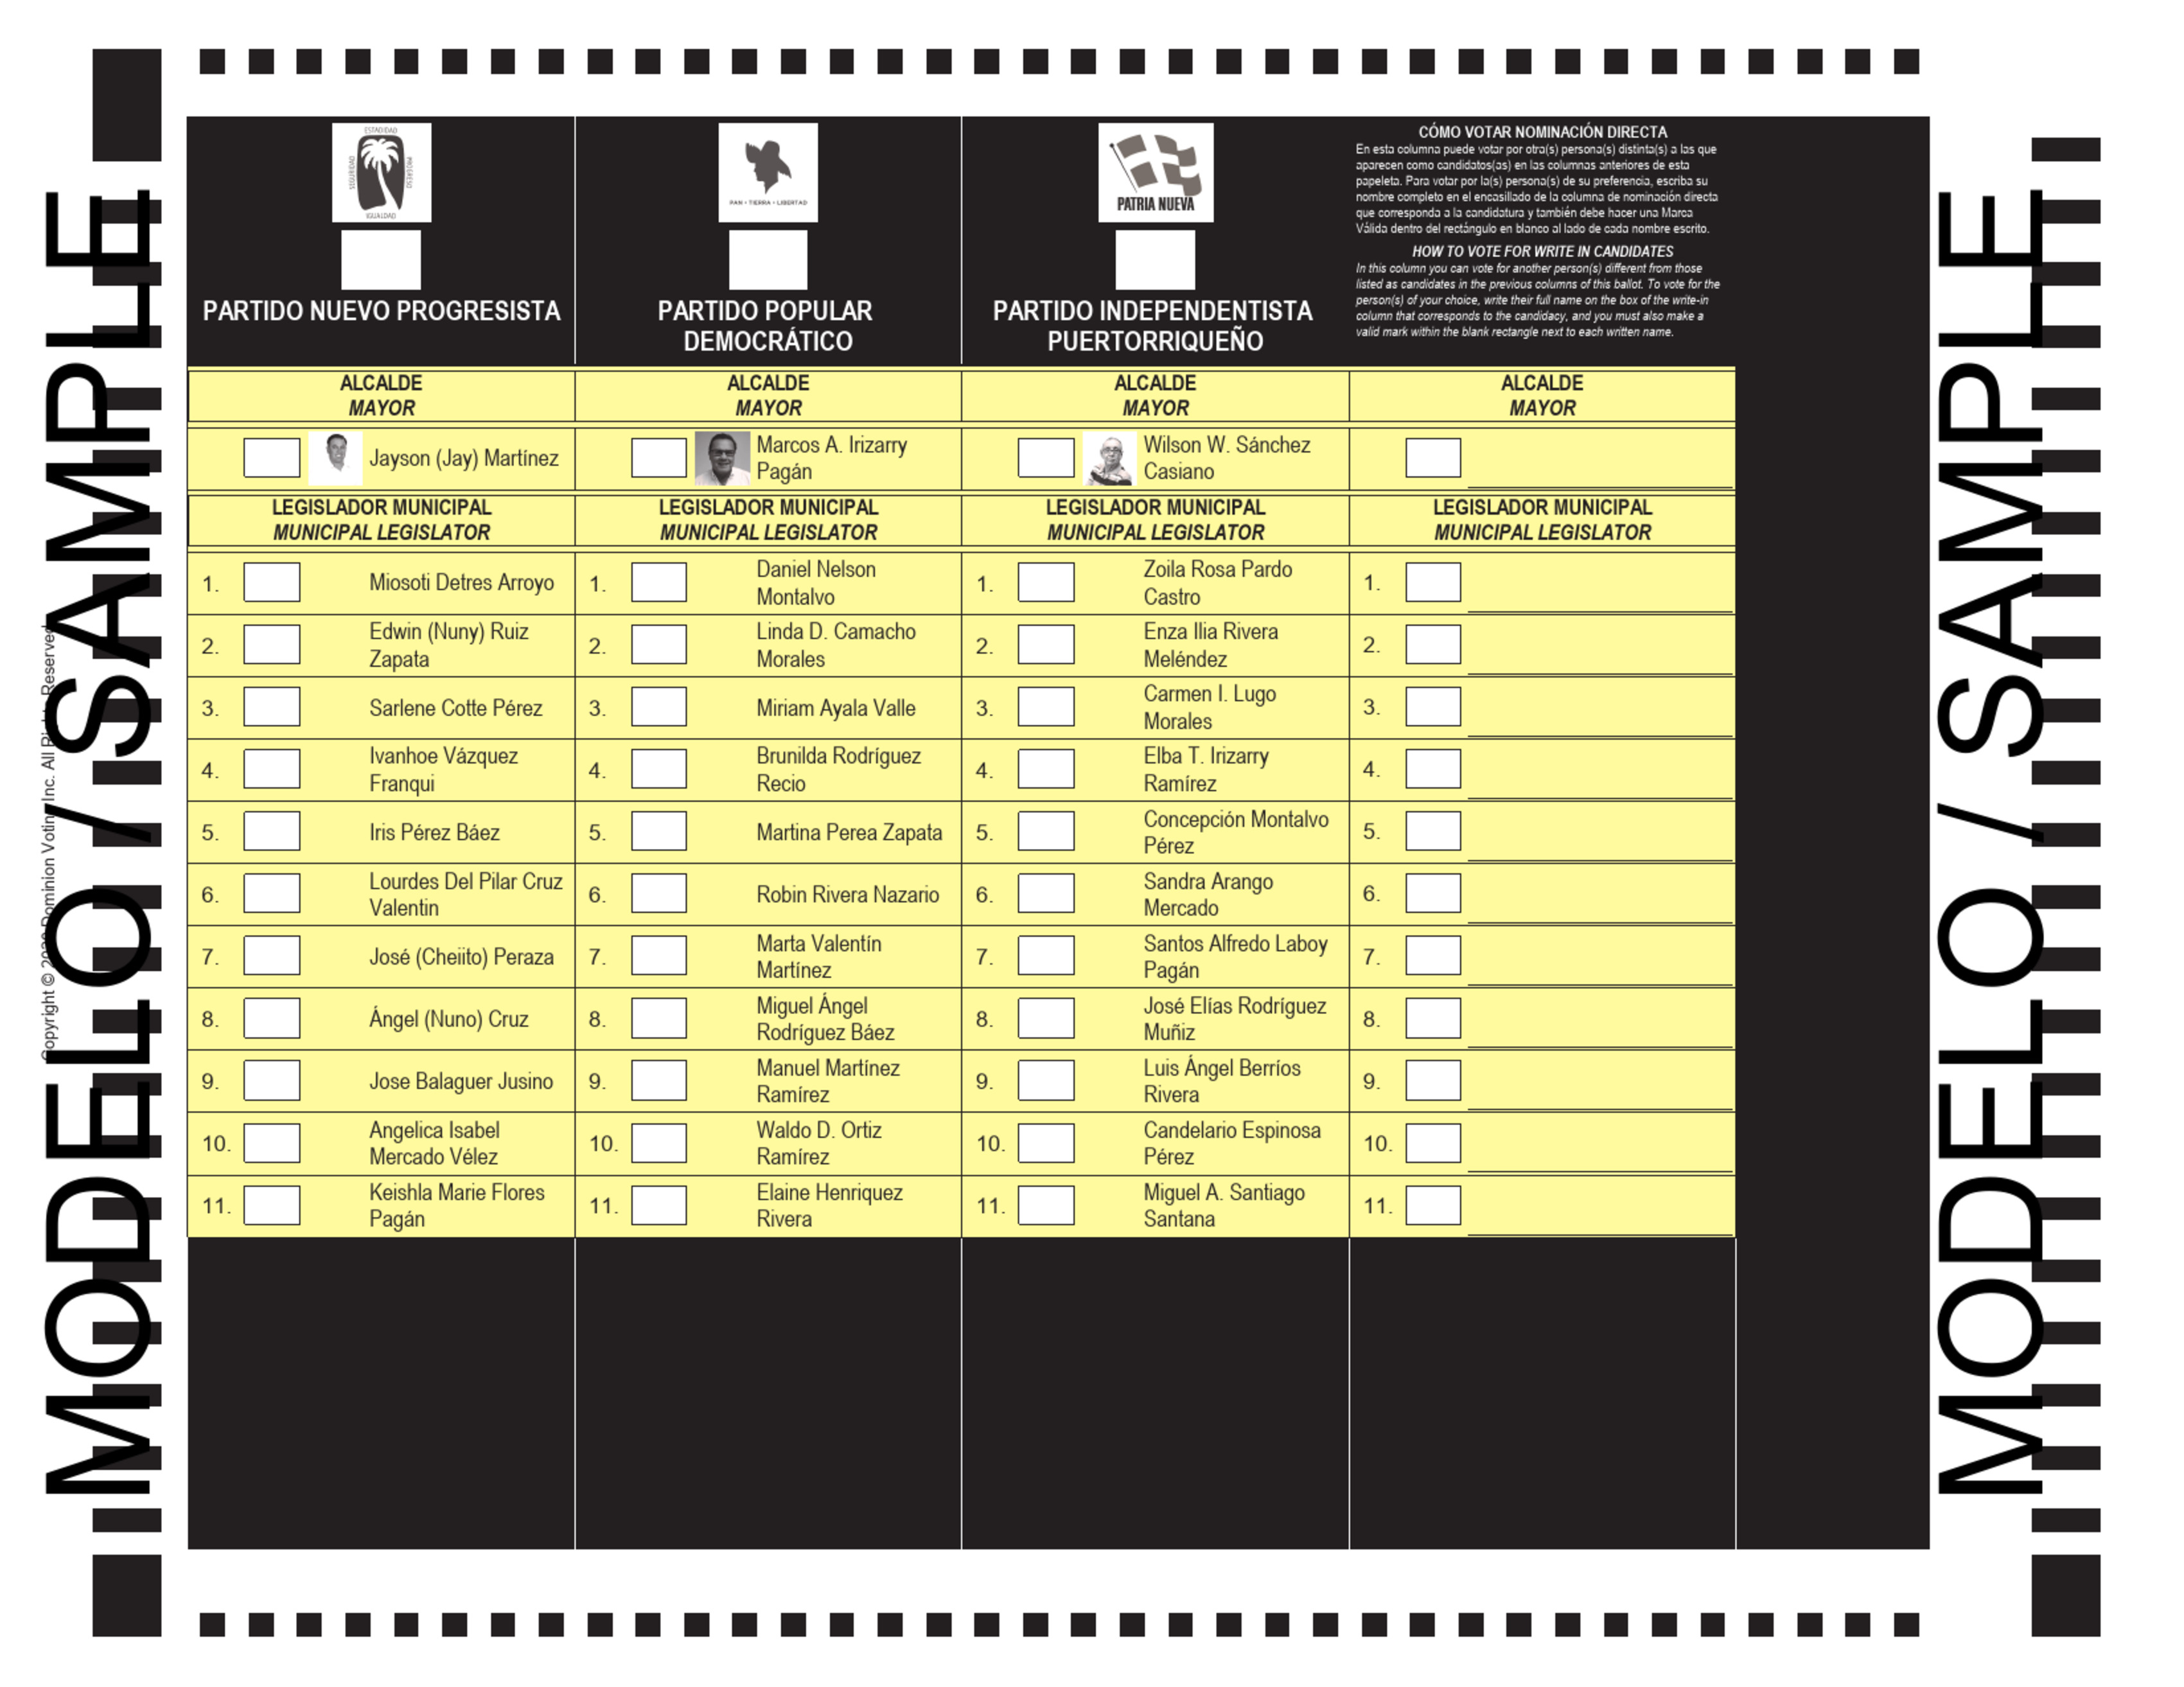 MODELO / SAMPLE
ESTADIDAD
SEGURIDAD
PROGRESO
IGUALDAD
PARTIDO NUEVO PROGRESISTA
PAN • TIERRA • LIBERTAD
PARTIDO POPULAR
DEMOCRÁTICO
PATRIA NUEVA
PARTIDO INDEPENDENTISTA
PUERTORRIQUEÑO
CÓMO VOTAR NOMINACIÓN DIRECTA
En esta columna puede votar por otra(s) persona(s) distinta(s) a las que
aparecen como candidatos(as) en las columnas anteriores de esta
papeleta. Para votar por la(s) persona(s) de su preferencia, escriba su
nombre completo en el encasillado de la columna de nominación directa
que corresponda a la candidatura y también debe hacer una Marca
Válida dentro del rectángulo en blanco al lado de cada nombre escrito.
HOW TO VOTE FOR WRITE IN CANDIDATES
In this column you can vote for another person(s) different from those
listed as candidates in the previous columns of this ballot. To vote for the
person(s) of your choice, write their full name on the box of the write-in
column that corresponds to the candidacy, and you must also make a
valid mark within the blank rectangle next to each written name.
ALCALDE
MAYOR
Jayson (Jay) Martínez
LEGISLADOR MUNICIPAL
MUNICIPAL LEGISLATOR
1. Miosoti Detres Arroyo
2. Edwin (Nuny) Ruiz
Zapata
3. Sarlene Cotte Pérez
4. Ivanhoe Vázquez
Franqui
5. Iris Pérez Báez
6. Lourdes Del Pilar Cruz
Valentin
7. José (Cheiito) Peraza
8. Ángel (Nuno) Cruz
9. Jose Balaguer Jusino
10. Angelica Isabel
Mercado Vélez
11. Keishla Marie Flores
Pagán
ALCALDE
MAYOR
Marcos A. Irizarry
Pagán
LEGISLADOR MUNICIPAL
MUNICIPAL LEGISLATOR
1. Daniel Nelson
Montalvo
2. Linda D. Camacho
Morales
3. Miriam Ayala Valle
4. Brunilda Rodríguez
Recio
5. Martina Perea Zapata
6. Robin Rivera Nazario
7. Marta Valentín
Martínez
8. Miguel Ángel
Rodríguez Báez
9. Manuel Martínez
Ramírez
10. Waldo D. Ortiz
Ramírez
11. Elaine Henriquez
Rivera
ALCALDE
MAYOR
Wilson W. Sánchez
Casiano
LEGISLADOR MUNICIPAL
MUNICIPAL LEGISLATOR
1. Zoila Rosa Pardo
Castro
2. Enza Ilia Rivera
Meléndez
3. Carmen I. Lugo
Morales
4. Elba T. Irizarry
Ramírez
5. Concepción Montalvo
Pérez
6. Sandra Arango
Mercado
7. Santos Alfredo Laboy
Pagán
8. José Elías Rodríguez
Muñiz
9. Luis Ángel Berríos
Rivera
10. Candelario Espinosa
Pérez
11. Miguel A. Santiago
Santana
ALCALDE
MAYOR
LEGISLADOR MUNICIPAL
MUNICIPAL LEGISLATOR
1.
2.
3.
4.
5.
6.
7.
8.
9.
10.
11.
Copyright © Dominion Voting Inc. All Reserved
MODELO / SAMPLE